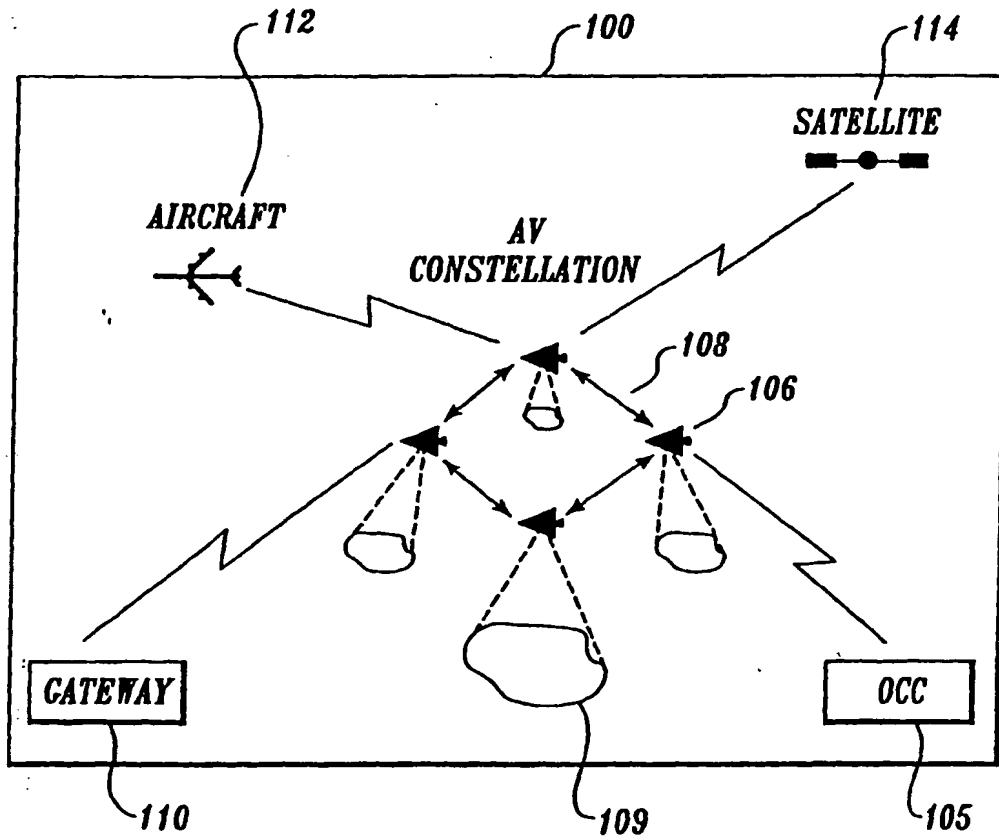 112
100
114
SATELLITE
AIRCRAFT
AV
CONSTELLATION
108
106
GATEWAY
OCC
110
109
105